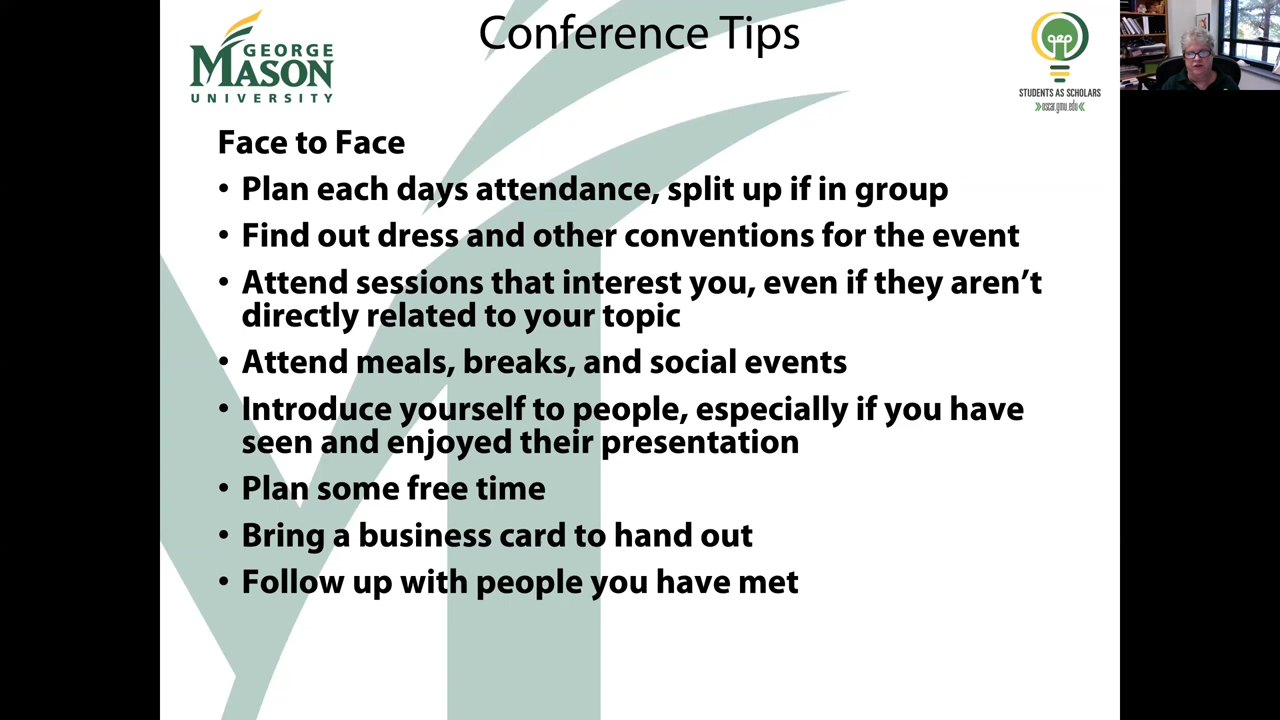 Conference Tips
GEORGE
MASON
UNIVERSITY
STUDENTS AS SCHOLARS
oscar.gmu.edu
Face to Face
• Plan each days attendance, split up if in group
• Find out dress and other conventions for the event
• Attend sessions that interest you, even if they aren’t
directly related to your topic
• Attend meals, breaks, and social events
• Introduce yourself to people, especially if you have
seen and enjoyed their presentation
• Plan some free time
• Bring a business card to hand out
• Follow up with people you have met